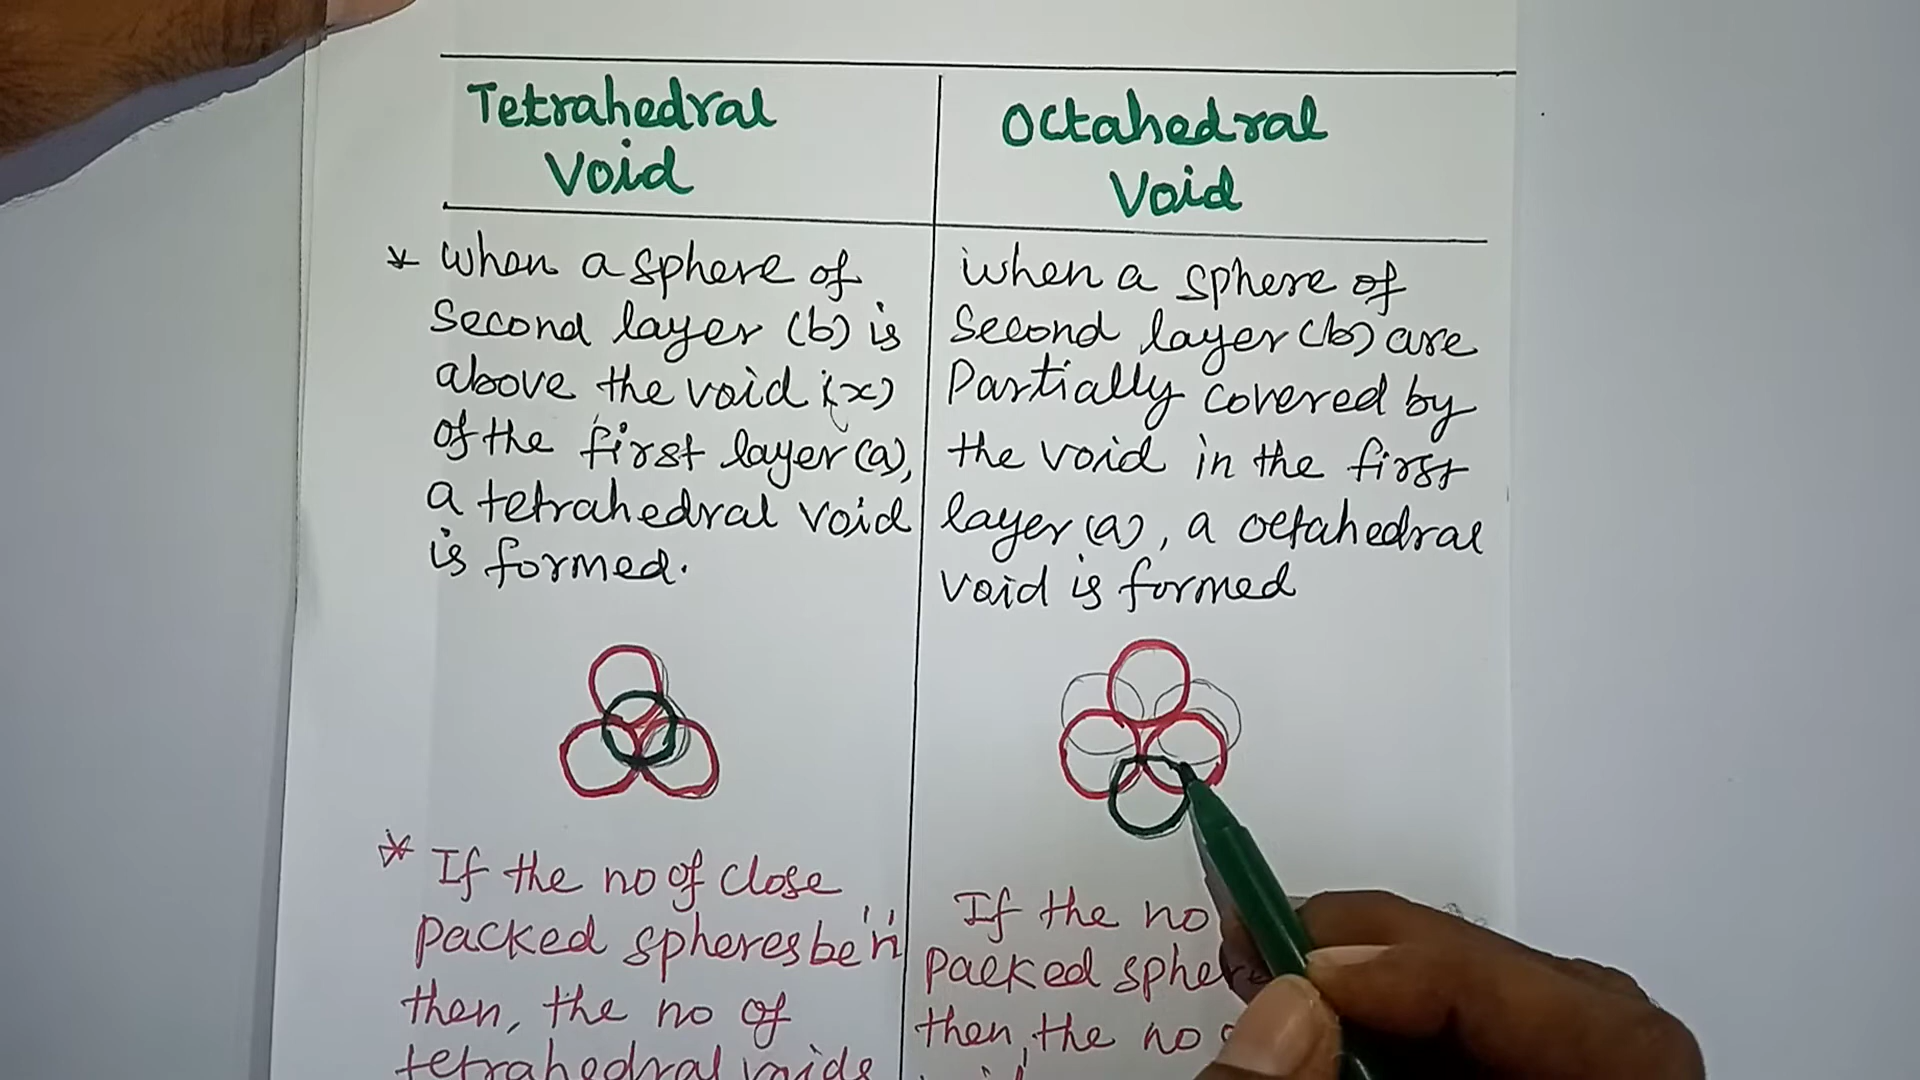 Tetrahedral
Void
* when a sphere of
second layer (b) is
above the void (x)
of the first layer (a),
a tetrahedral void
is formed.
* If the no of close
packed spheres be 'n'
then, the no of
tetrahedral voids
Octahedral
Void
when a sphere of
second layer (b) are
Partially covered by
the void in the first
layer (a), a octahedral
void is formed
If the no
packed
then, the no